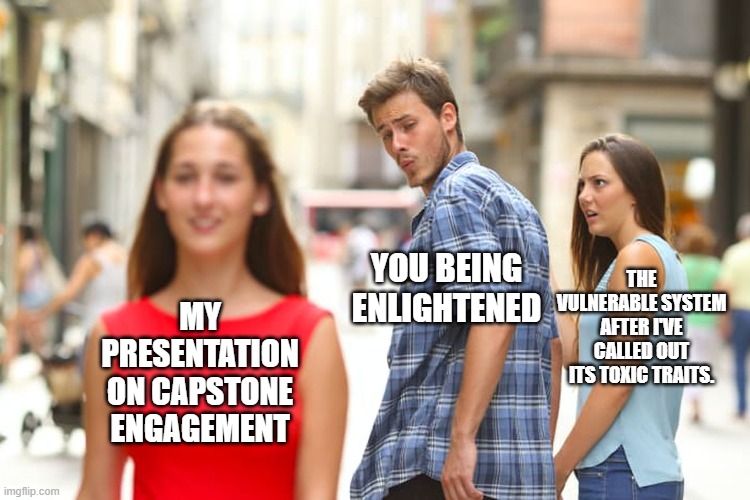 MY
PRESENTATION
ON CAPSTONE
ENGAGEMENT
YOU BEING
ENLIGHTENED
THE
VULNERABLE SYSTEM
AFTER I'VE
CALLED OUT
ITS TOXIC TRAITS.
imgflip.com